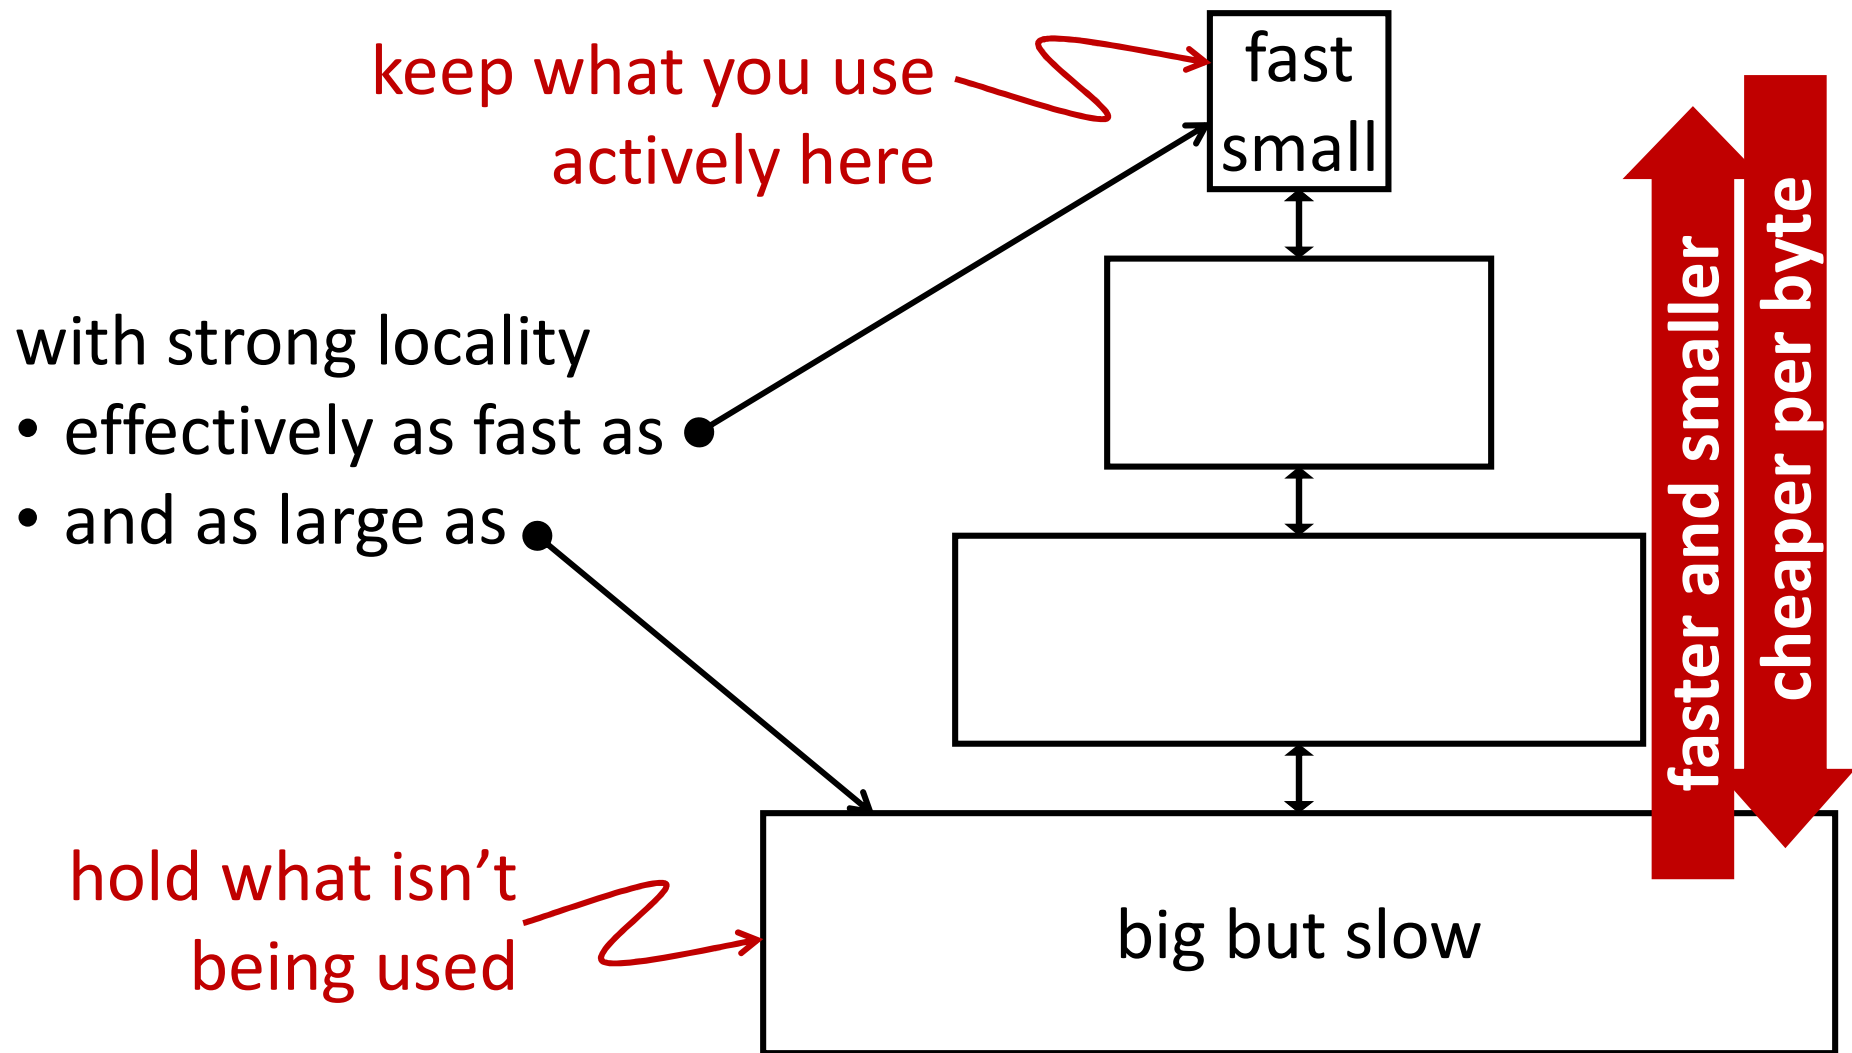 keep what you use
actively here
fast
small
with strong locality
• effectively as fast as
• and as large as
faster and smaller
cheaper per byte
hold what isn’t
being used
big but slow